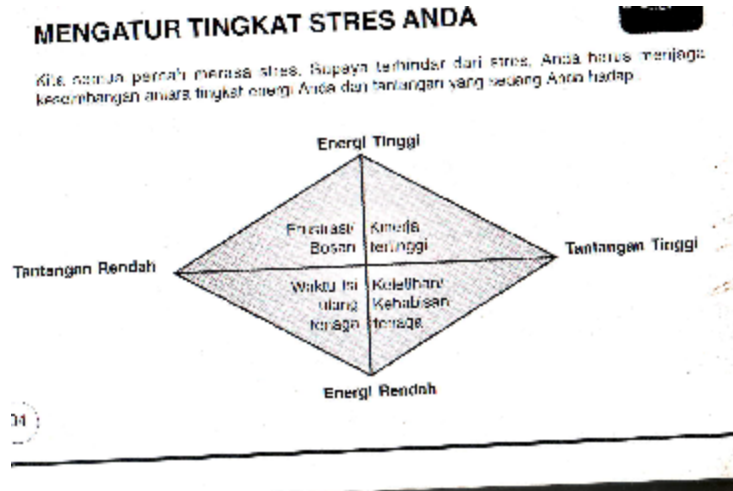 MENGATUR TINGKAT STRES ANDA
Kita semua pernah merasa stres. Supaya terhindar dari stres, Anda harus menjaga
keseimbangan antara tingkat energi Anda dan tantangan yang sedang Anda hadapi.
Energi Tinggi
Frustrasi/ Kinerja
Bosan tertinggi
Tantangan Rendah
Tantangan Tinggi
Waktu isi Keletihan/
ulang Kehabisan
tenaga tenaga
Energi Rendah